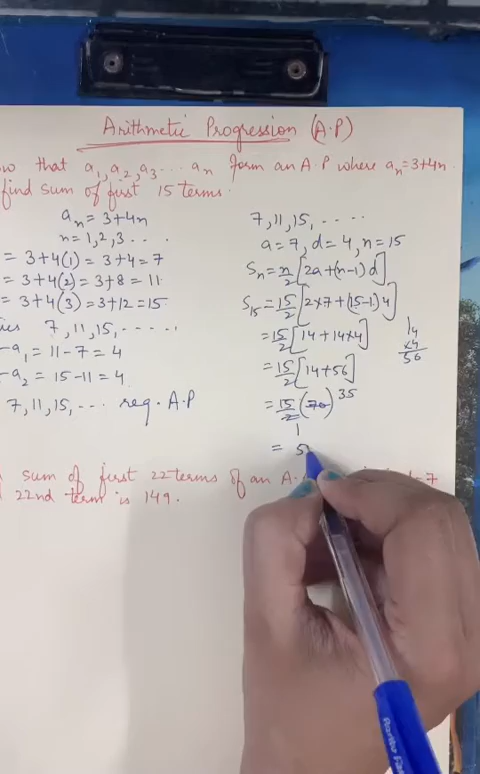 Arithmetic Progression (A.P)
ow that a₁, a₂, a₃ ... aₙ form an A.P where aₙ=3+4n.
find sum of first 15 terms.
aₙ = 3+4n
n = 1, 2, 3 . . .
= 3+4(1) = 3+4 = 7
= 3+4(2) = 3+8 = 11
= 3+4(3) = 3+12 = 15
ies 7, 11, 15, . . . . .
-a₁ = 11-7 = 4
-a₂ = 15-11 = 4
7, 11, 15, ... req. A.P
7, 11, 15, . . . .
a = 7, d = 4, n = 15
Sₙ = n/2 [2a+(n-1) d]
S₁₅ = 15/2 [2×7+(15-1) 4]
= 15/2 [14+14×4]
= 15/2 [14+56]
= 15/2 (70) 35
1
= 5
14
×4
56
sum of first 22 terms of an A. d=7
22nd term is 149.